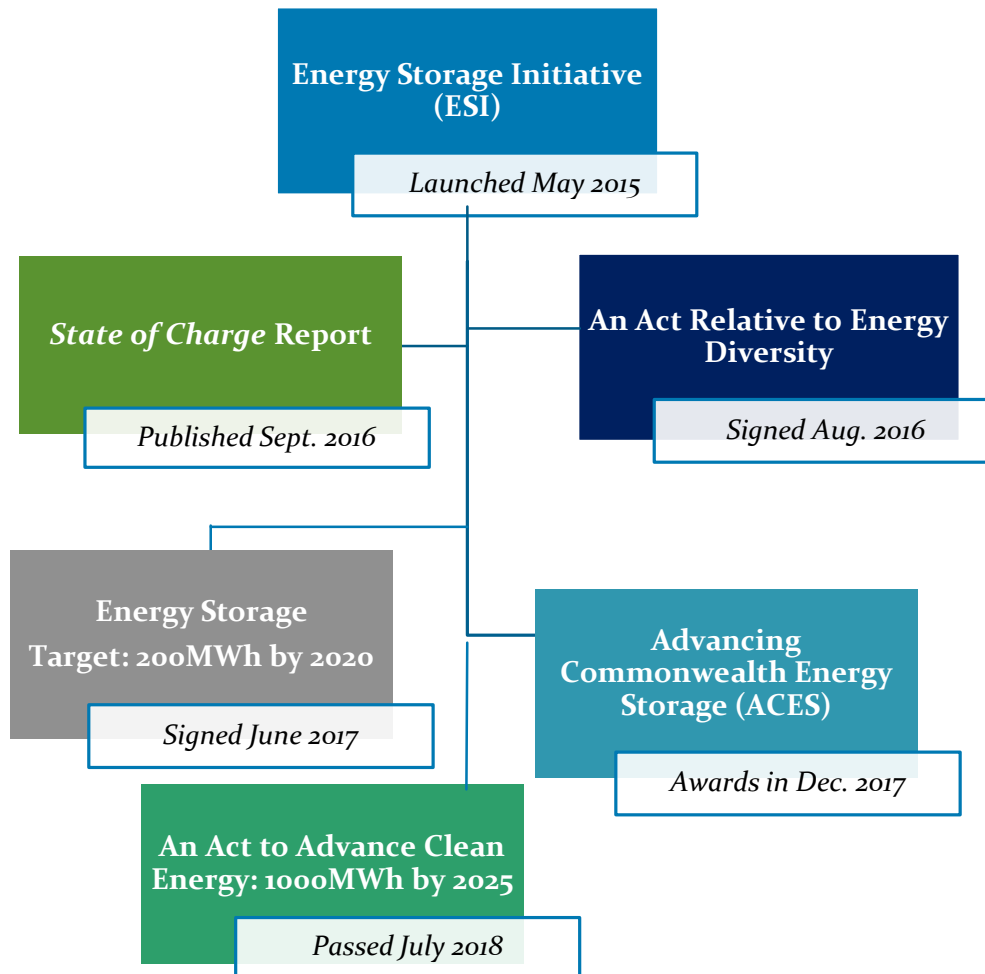 Energy Storage Initiative
(ESI)
Launched May 2015
State of Charge Report
Published Sept. 2016
An Act Relative to Energy
Diversity
Signed Aug. 2016
Energy Storage
Target: 200MWh by 2020
Signed June 2017
Advancing
Commonwealth Energy
Storage (ACES)
Awards in Dec. 2017
An Act to Advance Clean
Energy: 1000MWh by 2025
Passed July 2018